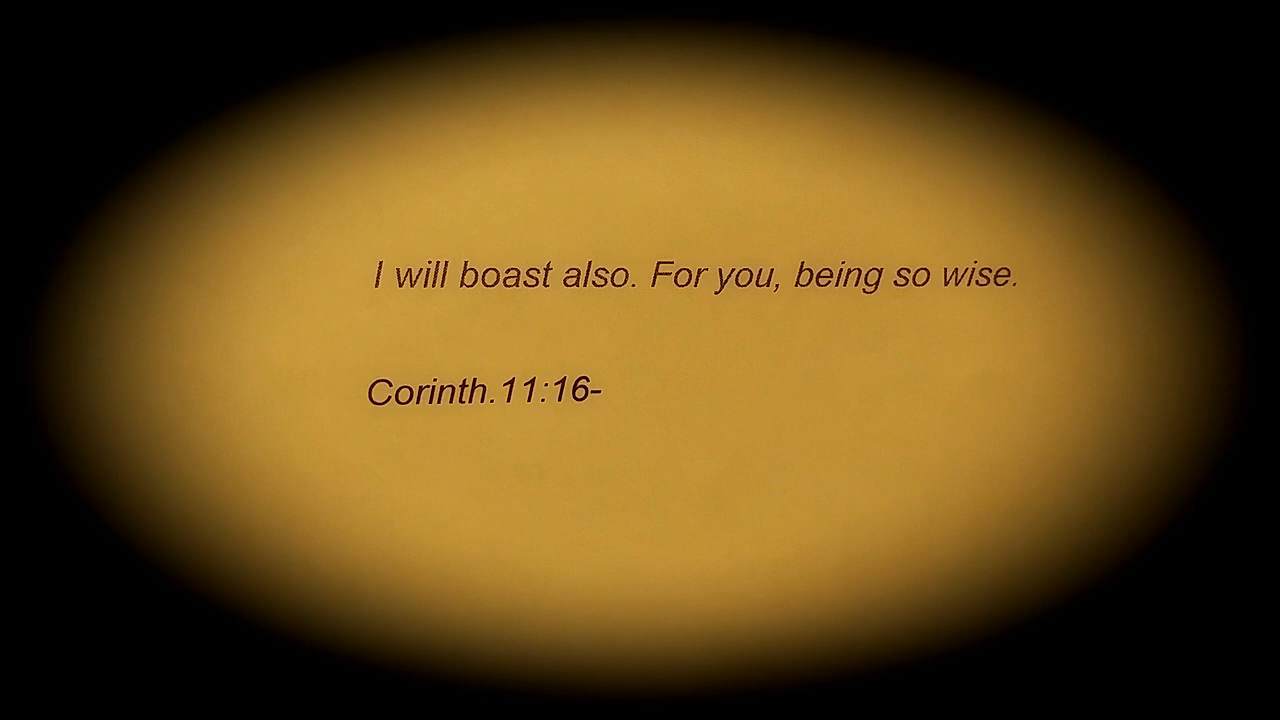 I will boast also. For you, being so wise.
Corinth.11:16-